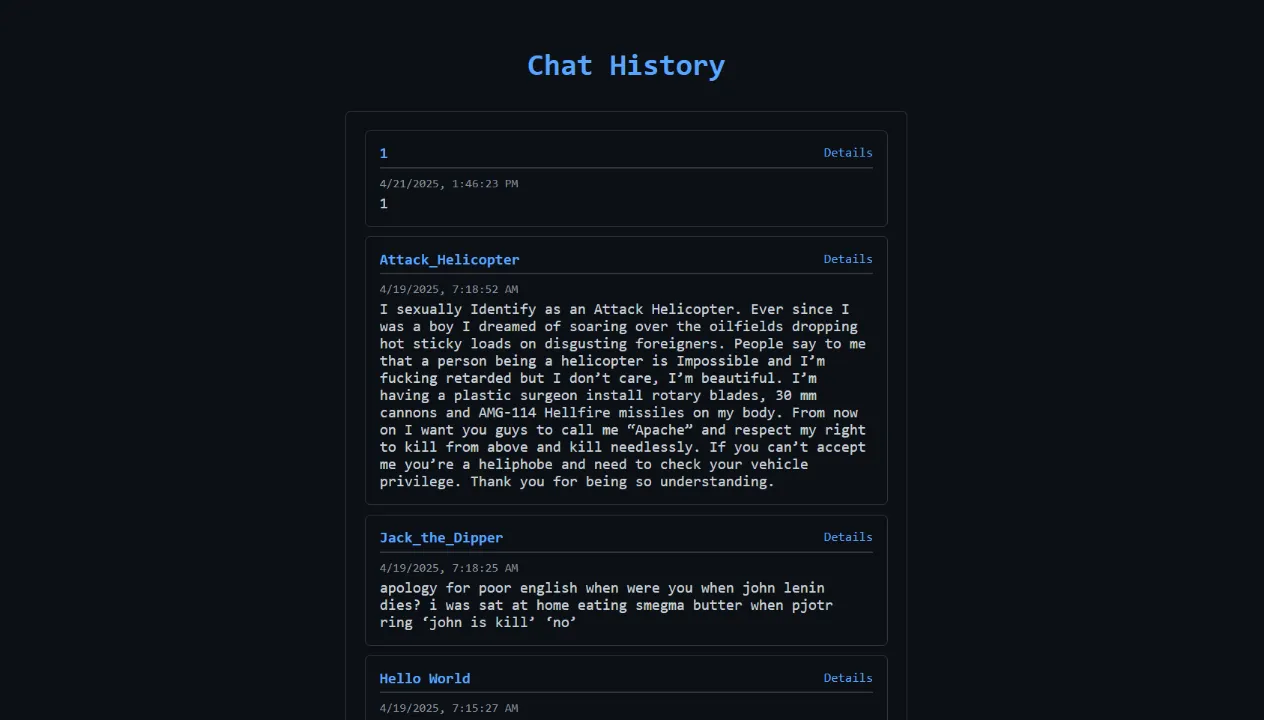 Chat History
1
Details
4/21/2025, 1:46:23 PM
1
Attack_Helicopter
Details
4/19/2025, 7:18:52 AM
I sexually Identify as an Attack Helicopter. Ever since I
was a boy I dreamed of soaring over the oilfields dropping
hot sticky loads on disgusting foreigners. People say to me
that a person being a helicopter is Impossible and I’m
fucking retarded but I don’t care, I’m beautiful. I’m
having a plastic surgeon install rotary blades, 30 mm
cannons and AMG-114 Hellfire missiles on my body. From now
on I want you guys to call me “Apache” and respect my right
to kill from above and kill needlessly. If you can’t accept
me you’re a heliphobe and need to check your vehicle
privilege. Thank you for being so understanding.
Jack_the_Dipper
Details
4/19/2025, 7:18:25 AM
apology for poor english when were you when john lenin
dies? i was sat at home eating smegma butter when pjotr
ring ‘john is kill’ ‘no’
Hello World
Details
4/19/2025, 7:15:27 AM